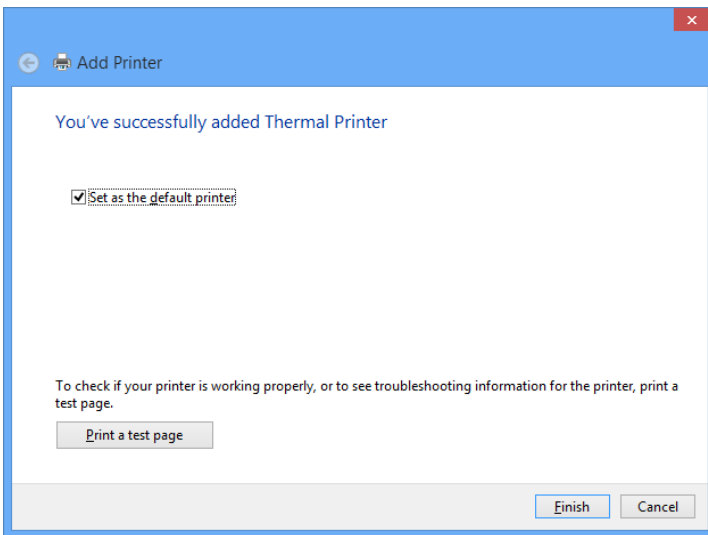 Add Printer
You've successfully added Thermal Printer
Set as the default printer
To check if your printer is working properly, or to see troubleshooting information for the printer, print a
test page.
Print a test page
Finish Cancel